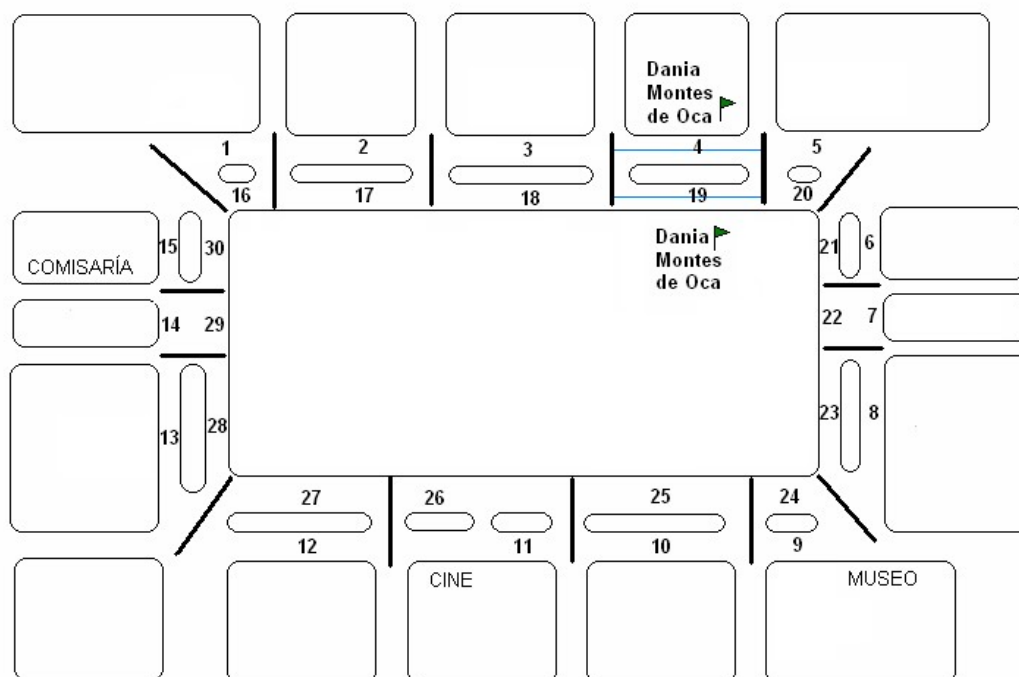 Dania
Montes
de Oca
1 2 3 4 5
16 17 18 19 20
COMISARÍA
15 30
Dania
Montes
de Oca
21 6
14 29
22 7
13 28
23 8
27 26 25 24
12 11 10 9
CINE
MUSEO